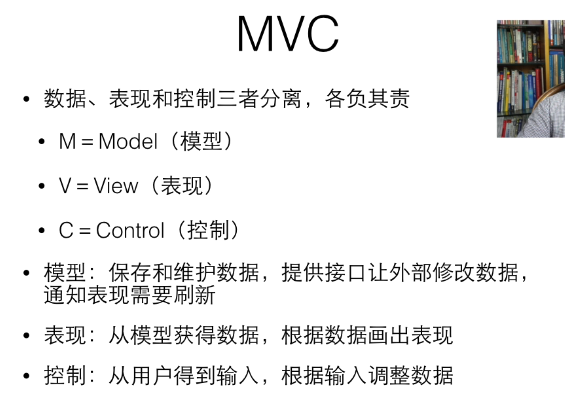 MVC
• 数据、表现和控制三者分离，各负其责
• M = Model（模型）
• V = View（表现）
• C = Control（控制）
• 模型：保存和维护数据，提供接口让外部修改数据，
通知表现需要刷新
• 表现：从模型获得数据，根据数据画出表现
• 控制：从用户得到输入，根据输入调整数据